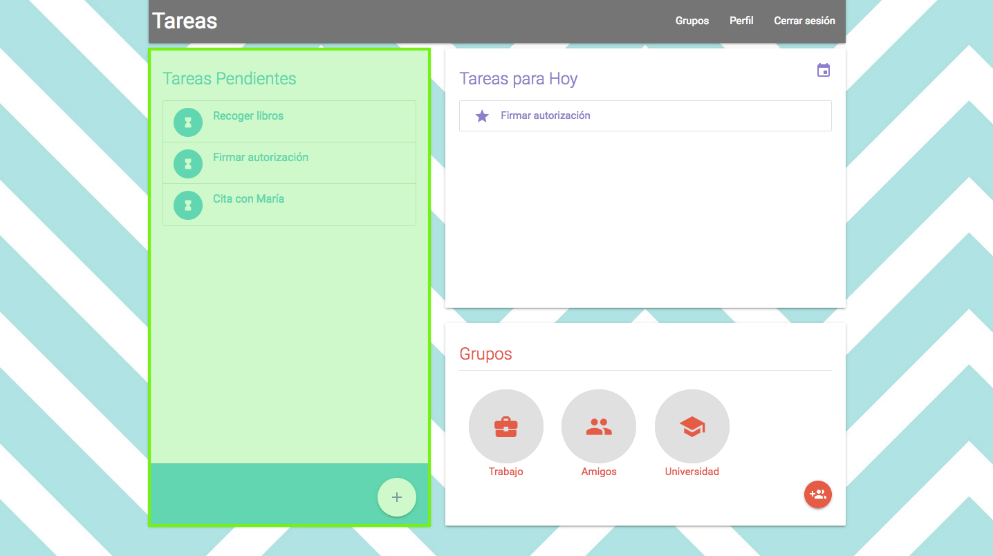 Tareas
Grupos Perfil Cerrar sesión
Tareas Pendientes
Recoger libros
Firmar autorización
Cita con María
Tareas para Hoy
Firmar autorización
Grupos
Trabajo Amigos Universidad